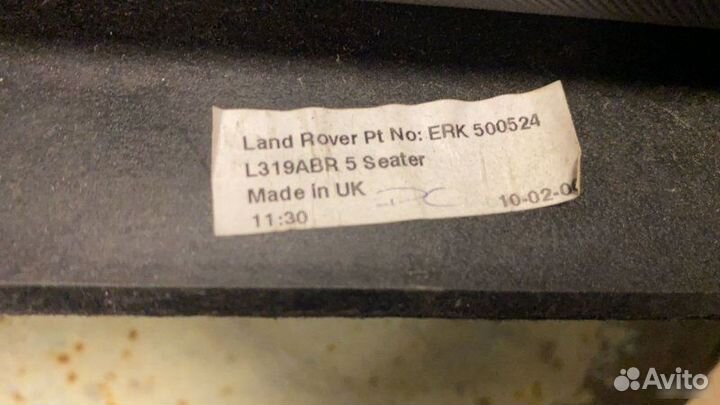 Land Rover Pt No: ERK 500524
L319ABR 5 Seater
Made in UK
11:30 10-02-0
Avito